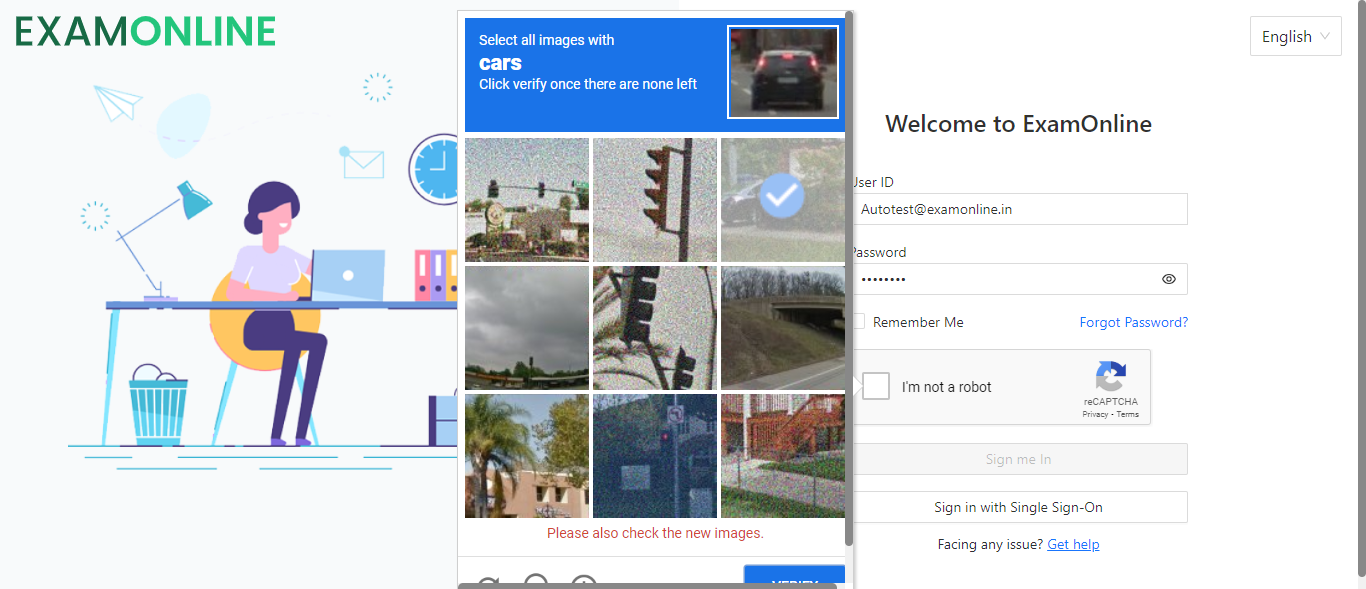 EXAMONLINE
English
Select all images with
cars
Click verify once there are none left
Please also check the new images.
VERIFY
Welcome to ExamOnline
User ID
Autotest@examonline.in
Password
Remember Me
Forgot Password?
I'm not a robot
reCAPTCHA
Privacy - Terms
Sign me In
Sign in with Single Sign-On
Facing any issue? Get help